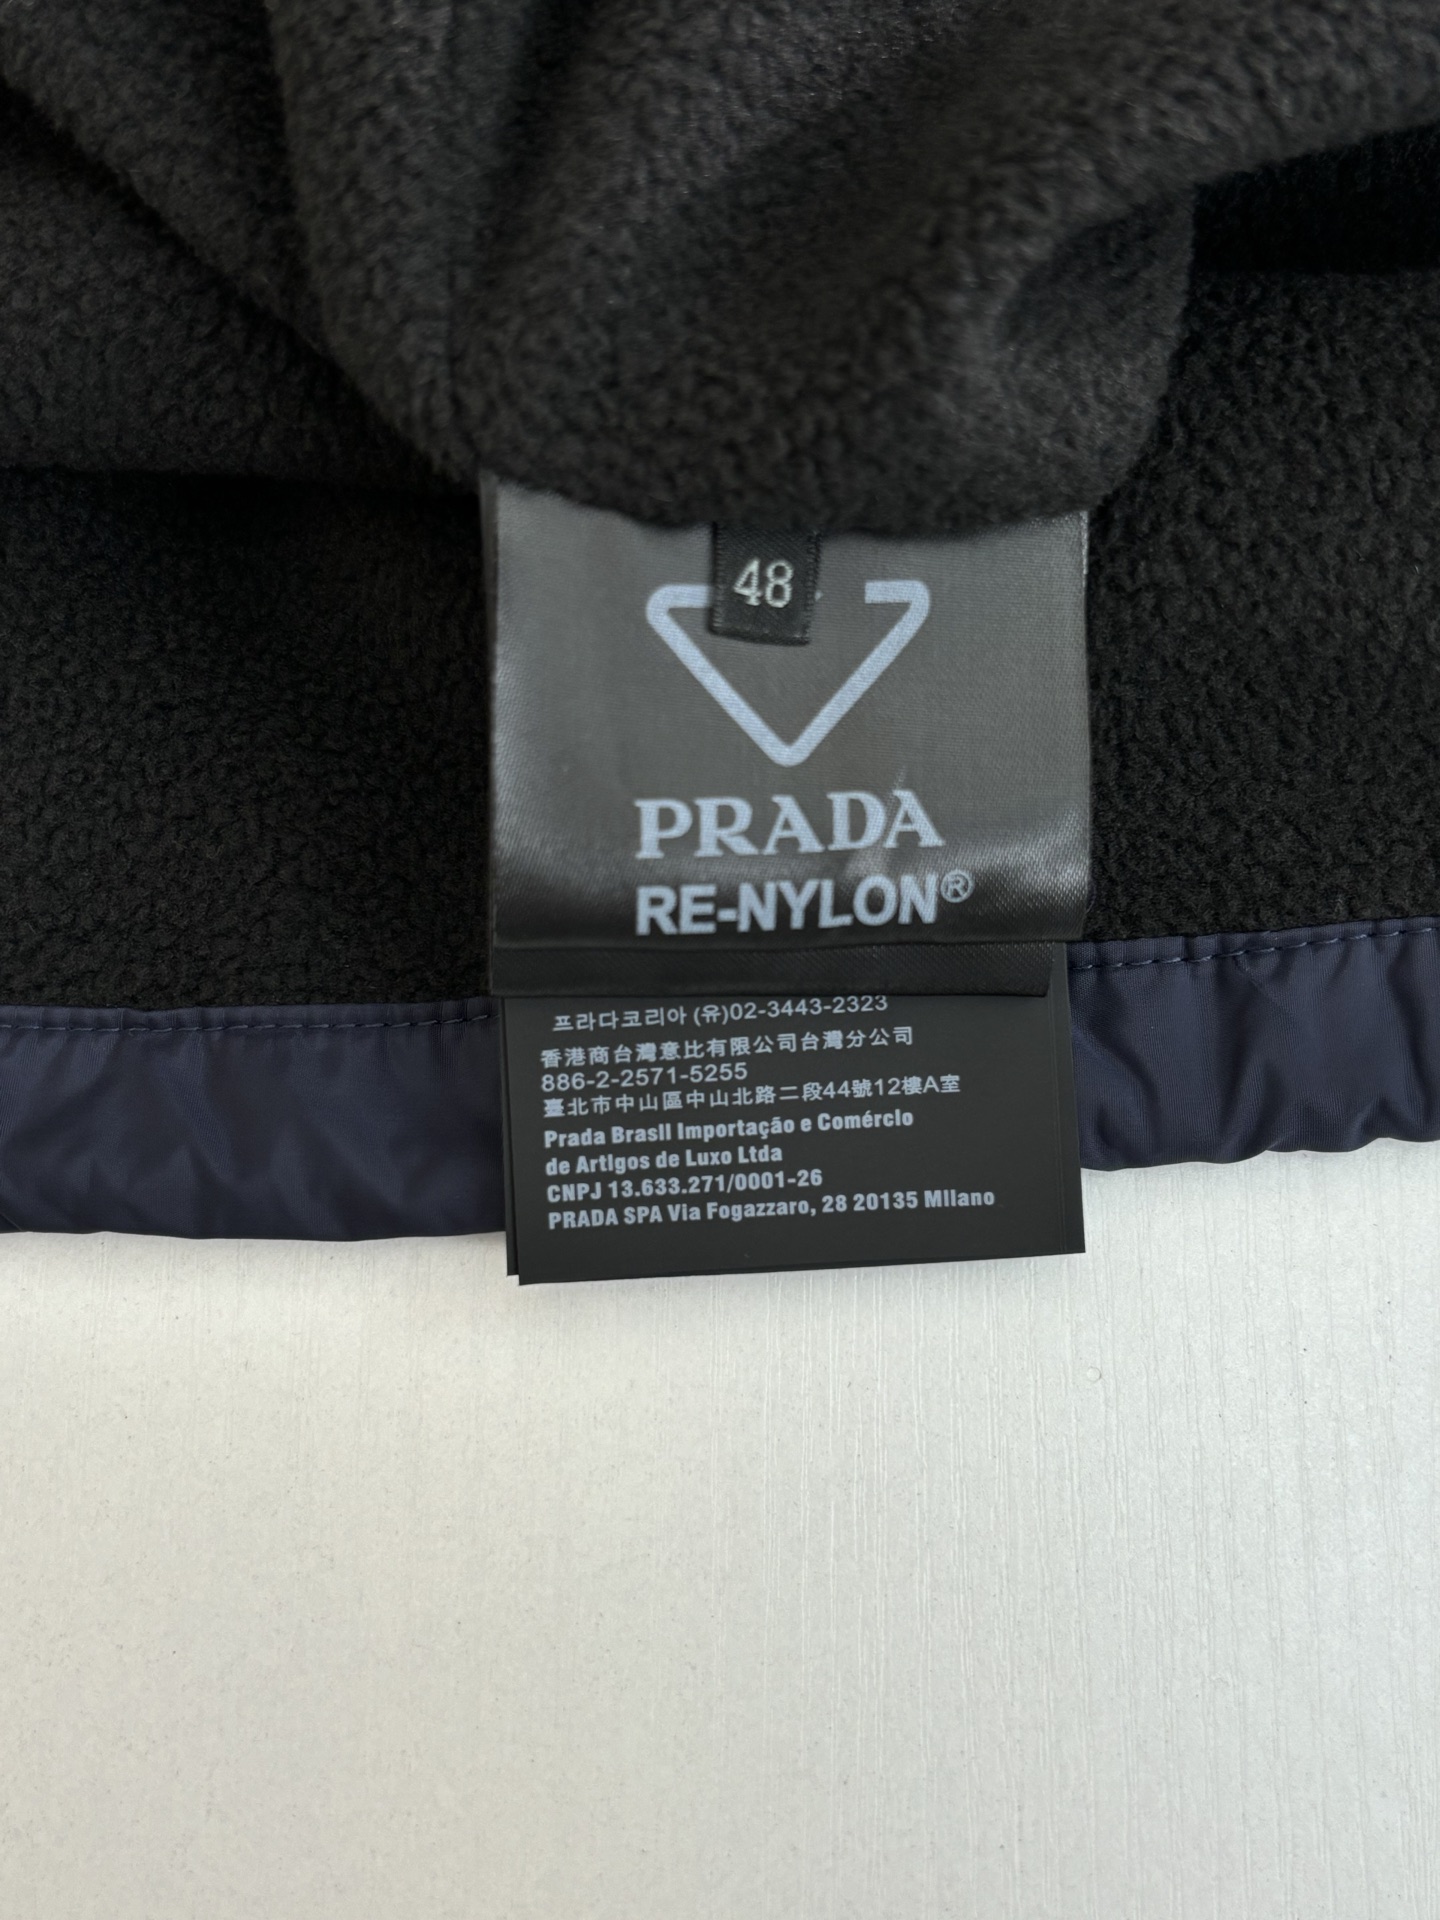 48
PRADA
RE-NYLON®
프라다코리아 (유)02-3443-2323
香港商台灣意比有限公司台灣分公司
886-2-2571-5255
臺北市中山區中山北路二段44號12樓A室
Prada Brasil Importação e Comércio
de Artigos de Luxo Ltda
CNPJ 13.633.271/0001-26
PRADA SPA Via Fogazzaro, 28 20135 Milano